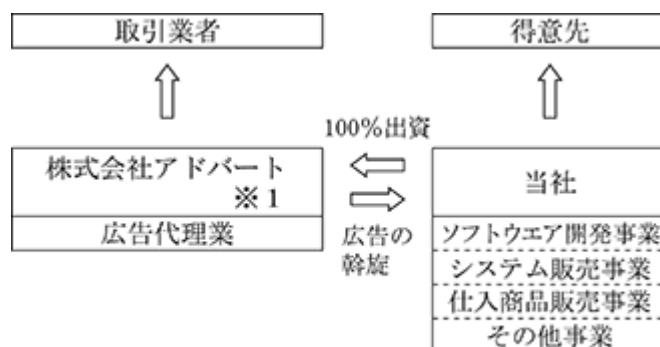 取引業者
得意先
100%出資
株式会社アドバート
※1
当社
広告代理業
広告の
斡旋
ソフトウエア開発事業
システム販売事業
仕入商品販売事業
その他事業